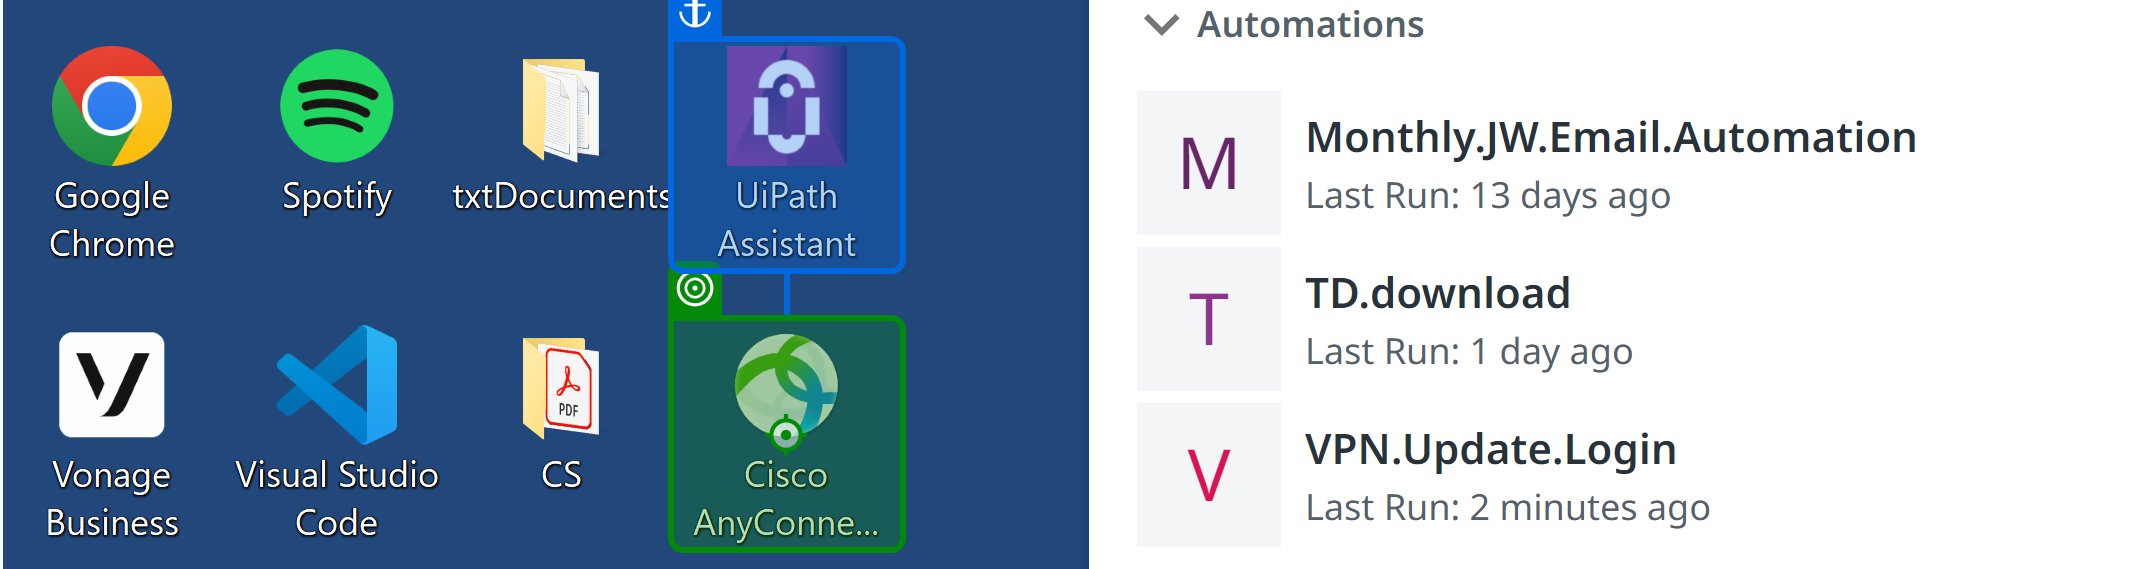 Google
Chrome
Spotify
txtDocuments
UiPath
Assistant
Vonage
Business
Visual Studio
Code
PDF
CS
Cisco
AnyConne...
Automations
M
Monthly.JW.Email.Automation
Last Run: 13 days ago
T
TD.download
Last Run: 1 day ago
V
VPN.Update.Login
Last Run: 2 minutes ago